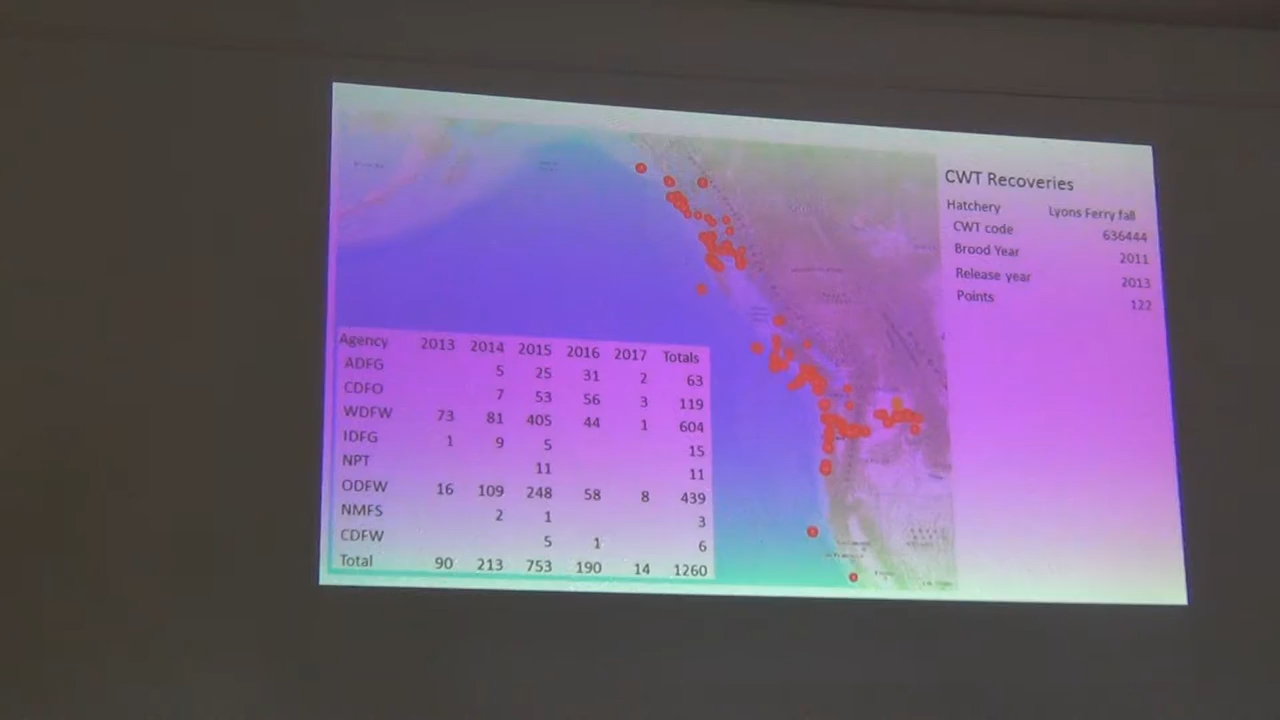 CWT Recoveries
Hatchery Lyons Ferry fall
CWT code 636444
Brood Year 2011
Release year 2013
Points 122
Agency 2013 2014 2015 2016 2017 Totals
ADFG 5 25 31 2 63
CDFO 7 53 56 3 119
WDFW 73 81 405 44 1 604
IDFG 1 9 5 15
NPT 11 11
ODFW 16 109 248 58 8 439
NMFS 2 1 3
CDFW 5 1 6
Total 90 213 753 190 14 1260